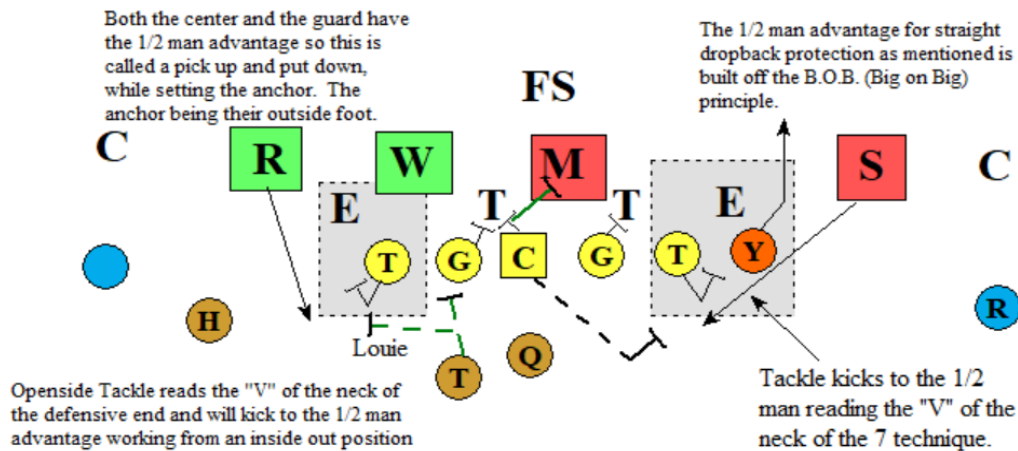 Both the center and the guard have
the 1/2 man advantage so this is
called a pick up and put down,
while setting the anchor. The
anchor being their outside foot.
The 1/2 man advantage for straight
dropback protection as mentioned is
built off the B.O.B. (Big on Big)
principle.
FS
C
R
W
M
S
C
E
T
T
E
T
G
C
G
T
Y
H
R
Louie
T
Q
Openside Tackle reads the "V" of the neck of
the defensive end and will kick to the 1/2 man
advantage working from an inside out position
Tackle kicks to the 1/2
man reading the "V" of the
neck of the 7 technique.